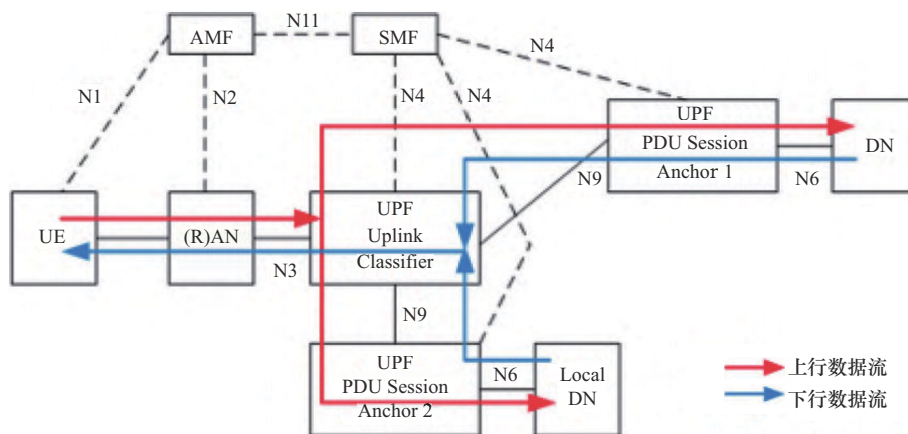 N11
AMF
SMF
N4
N1
N2
N4
N4
UPF
PDU Session
Anchor 1
DN
N9
N6
UE
(R)AN
UPF
Uplink
Classifier
N3
N9
UPF
PDU Session
Anchor 2
N6
Local
DN
上行数据流
下行数据流